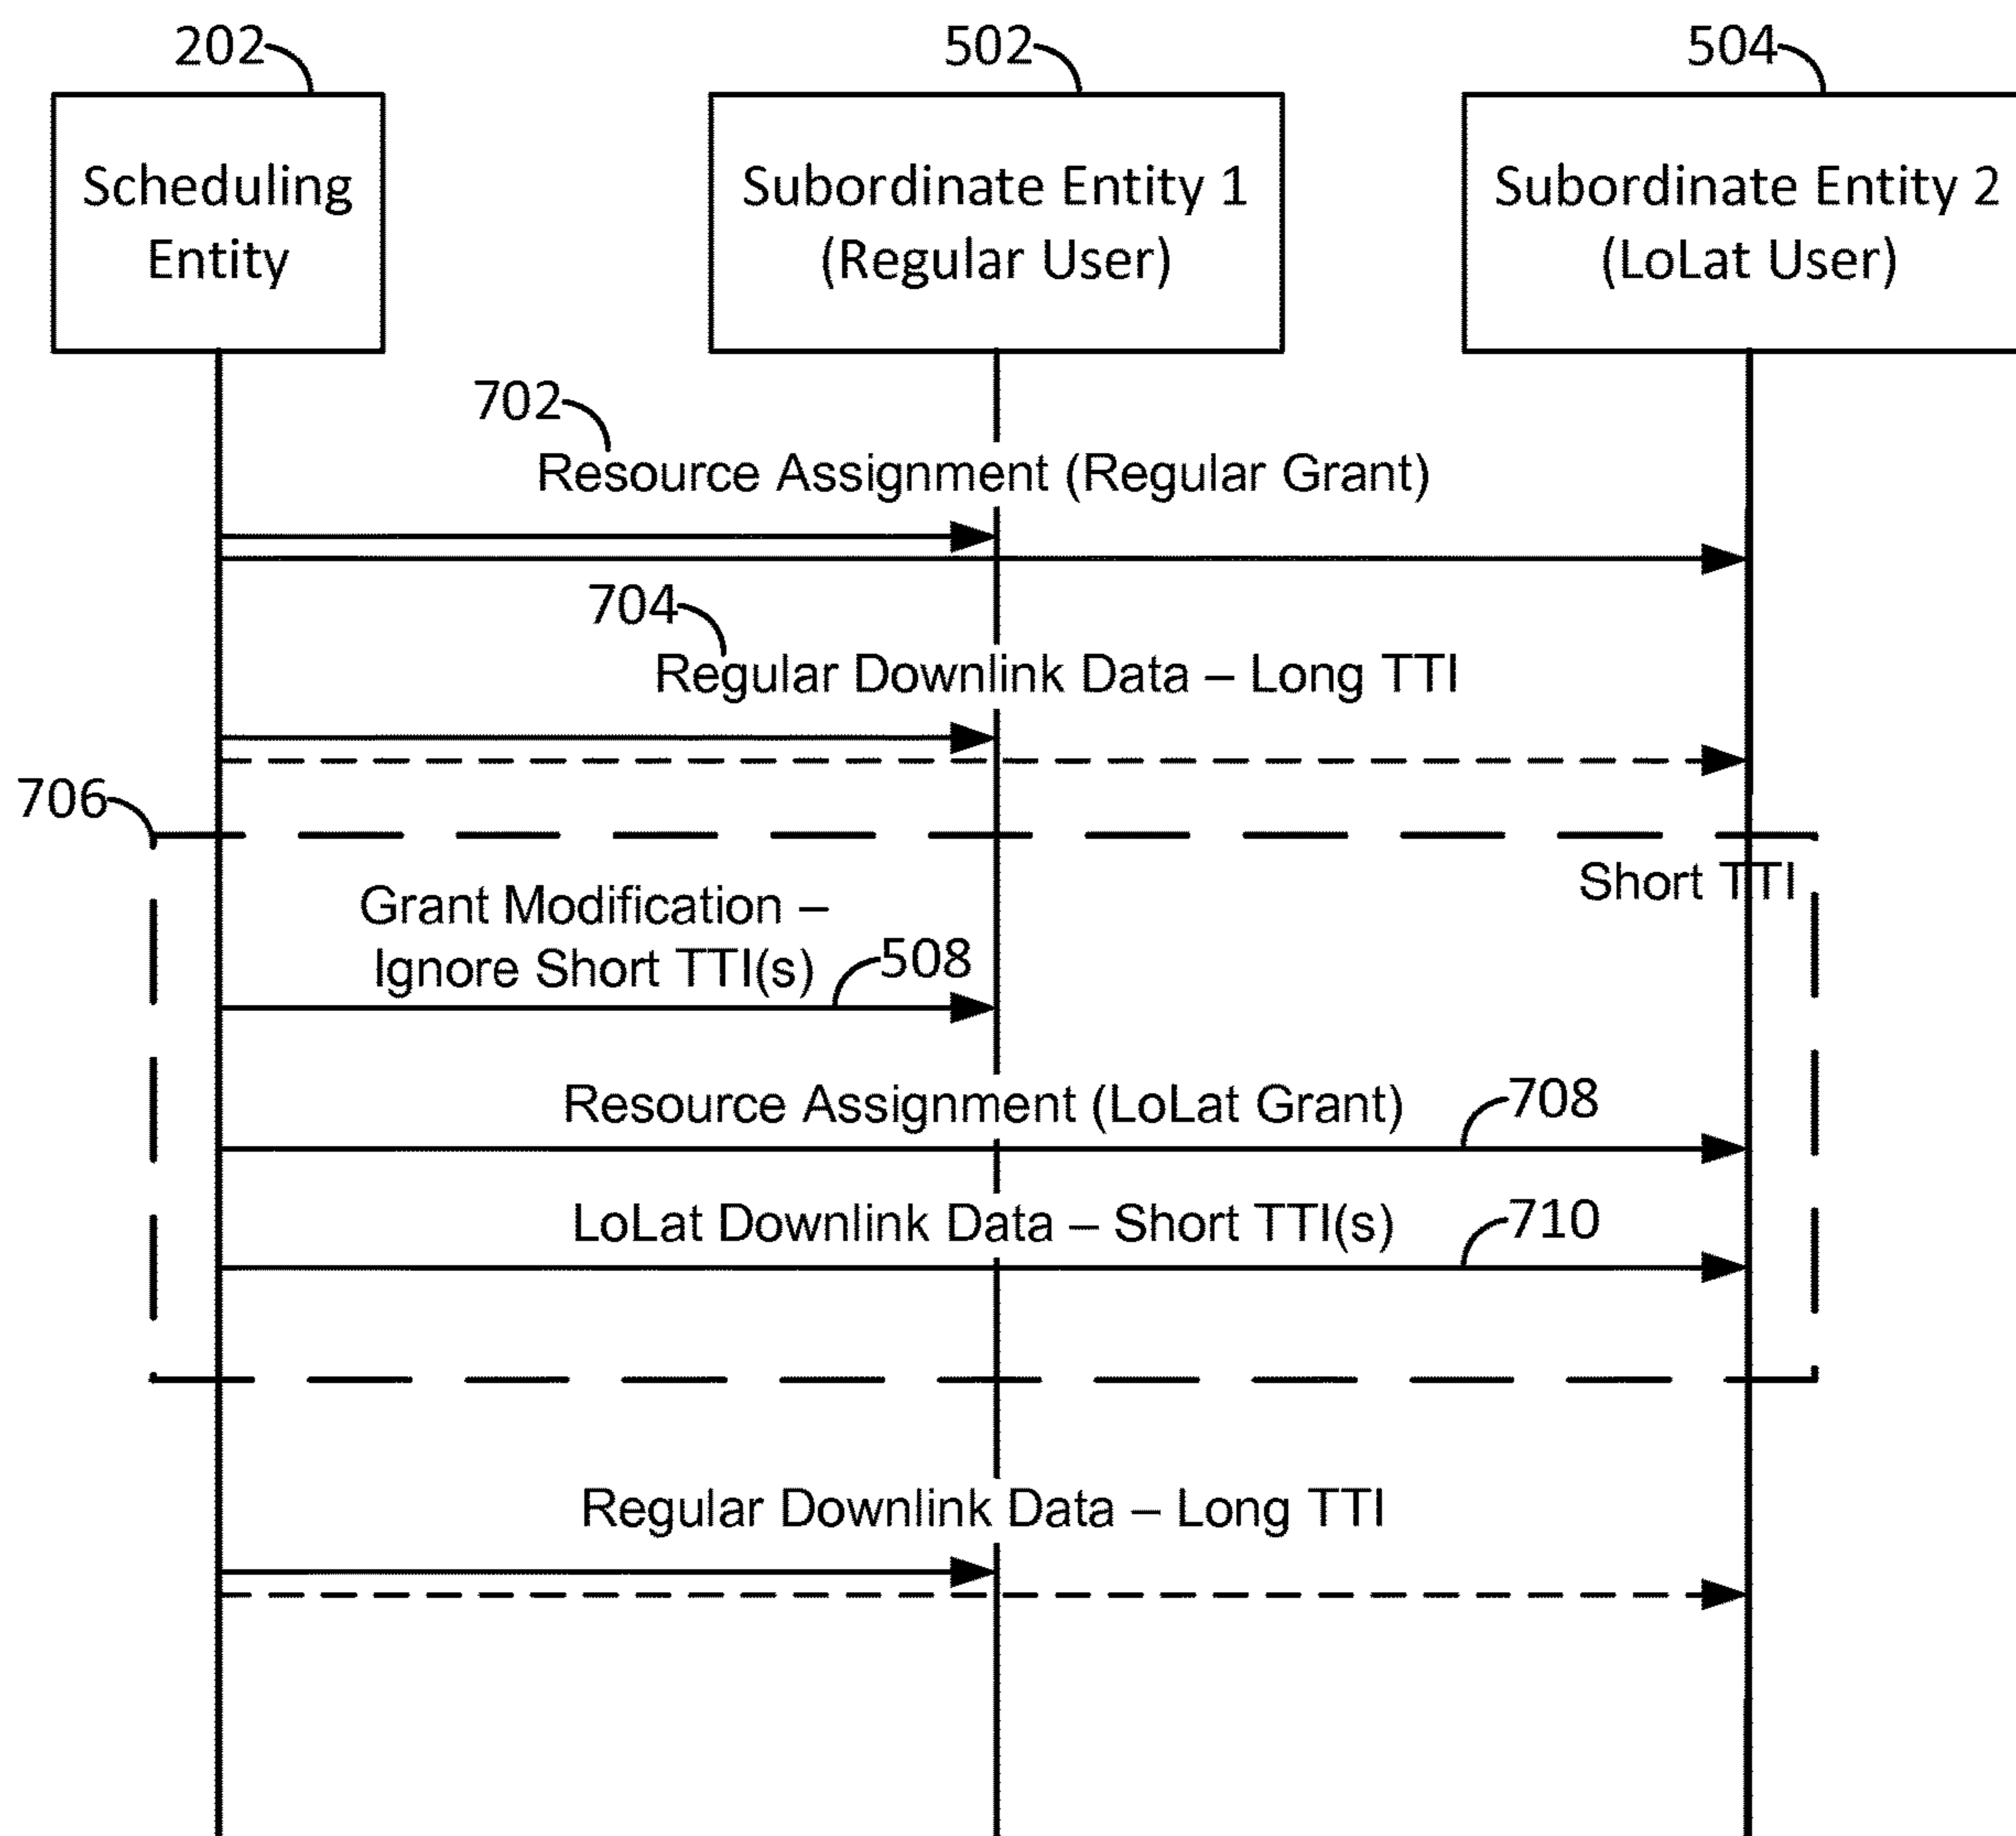 202
502
504
Scheduling
Entity
Subordinate Entity 1
(Regular User)
Subordinate Entity 2
(LoLat User)
702
Resource Assignment (Regular Grant)
704
Regular Downlink Data – Long TTI
706
Short TTI
Grant Modification –
Ignore Short TTI(s)
508
Resource Assignment (LoLat Grant)
708
LoLat Downlink Data – Short TTI(s)
710
Regular Downlink Data – Long TTI